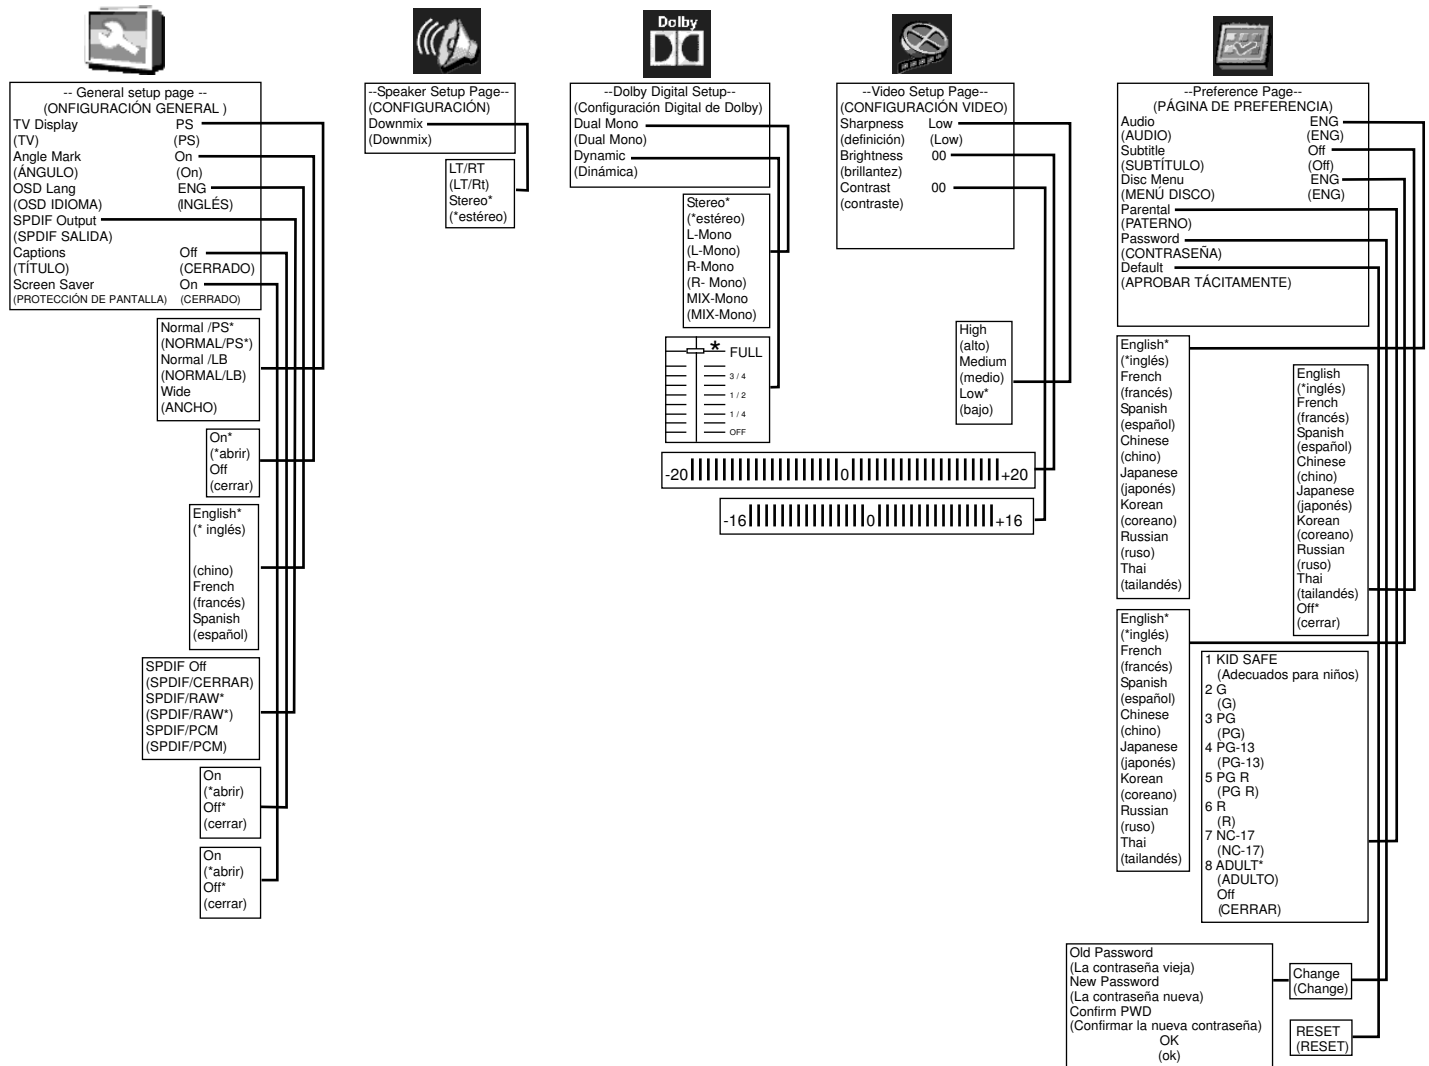 Dolby
-- General setup page --
(ONFIGURACIÓN GENERAL )
TV Display PS
(TV) (PS)
Angle Mark On
(ÁNGULO) (On)
OSD Lang ENG
(OSD IDIOMA) (INGLÉS)
SPDIF Output
(SPDIF SALIDA)
Captions Off
(TÍTULO) (CERRADO)
Screen Saver On
(PROTECCIÓN DE PANTALLA) (CERRADO)
Normal /PS*
(NORMAL/PS*)
Normal /LB
(NORMAL/LB)
Wide
(ANCHO)
On*
(*abrir)
Off
(cerrar)
English*
(* inglés)
(chino)
French
(francés)
Spanish
(español)
SPDIF Off
(SPDIF/CERRAR)
SPDIF/RAW*
(SPDIF/RAW*)
SPDIF/PCM
(SPDIF/PCM)
On
(*abrir)
Off*
(cerrar)
On
(*abrir)
Off*
(cerrar)
--Speaker Setup Page--
(CONFIGURACIÓN)
Downmix
(Downmix)
LT/RT
(LT/Rt)
Stereo*
(*estéreo)
--Dolby Digital Setup--
(Configuración Digital de Dolby)
Dual Mono
(Dual Mono)
Dynamic
(Dinámica)
Stereo*
(*estéreo)
L-Mono
(L-Mono)
R-Mono
(R- Mono)
MIX-Mono
(MIX-Mono)
* FULL
3 / 4
1 / 2
1 / 4
OFF
--Video Setup Page--
(CONFIGURACIÓN VIDEO)
Sharpness Low
(definición) (Low)
Brightness 00
(brillantez)
Contrast 00
(contraste)
High
(alto)
Medium
(medio)
Low*
(bajo)
-20 0 +20
-16 0 +16
--Preference Page--
(PÁGINA DE PREFERENCIA)
Audio ENG
(AUDIO) (ENG)
Subtitle Off
(SUBTÍTULO) (Off)
Disc Menu ENG
(MENÚ DISCO) (ENG)
Parental
(PATERNO)
Password
(CONTRASEÑA)
Default
(APROBAR TÁCITAMENTE)
English*
(*inglés)
French
(francés)
Spanish
(español)
Chinese
(chino)
Japanese
(japonés)
Korean
(coreano)
Russian
(ruso)
Thai
(tailandés)
English
(*inglés)
French
(francés)
Spanish
(español)
Chinese
(chino)
Japanese
(japonés)
Korean
(coreano)
Russian
(ruso)
Thai
(tailandés)
Off*
(cerrar)
English*
(*inglés)
French
(francés)
Spanish
(español)
Chinese
(chino)
Japanese
(japonés)
Korean
(coreano)
Russian
(ruso)
Thai
(tailandés)
1 KID SAFE
(Adecuados para niños)
2 G
(G)
3 PG
(PG)
4 PG-13
(PG-13)
5 PG R
(PG R)
6 R
(R)
7 NC-17
(NC-17)
8 ADULT*
(ADULTO)
Off
(CERRAR)
Old Password
(La contraseña vieja)
New Password
(La contraseña nueva)
Confirm PWD
(Confirmar la nueva contraseña)
OK
(ok)
Change
(Change)
RESET
(RESET)